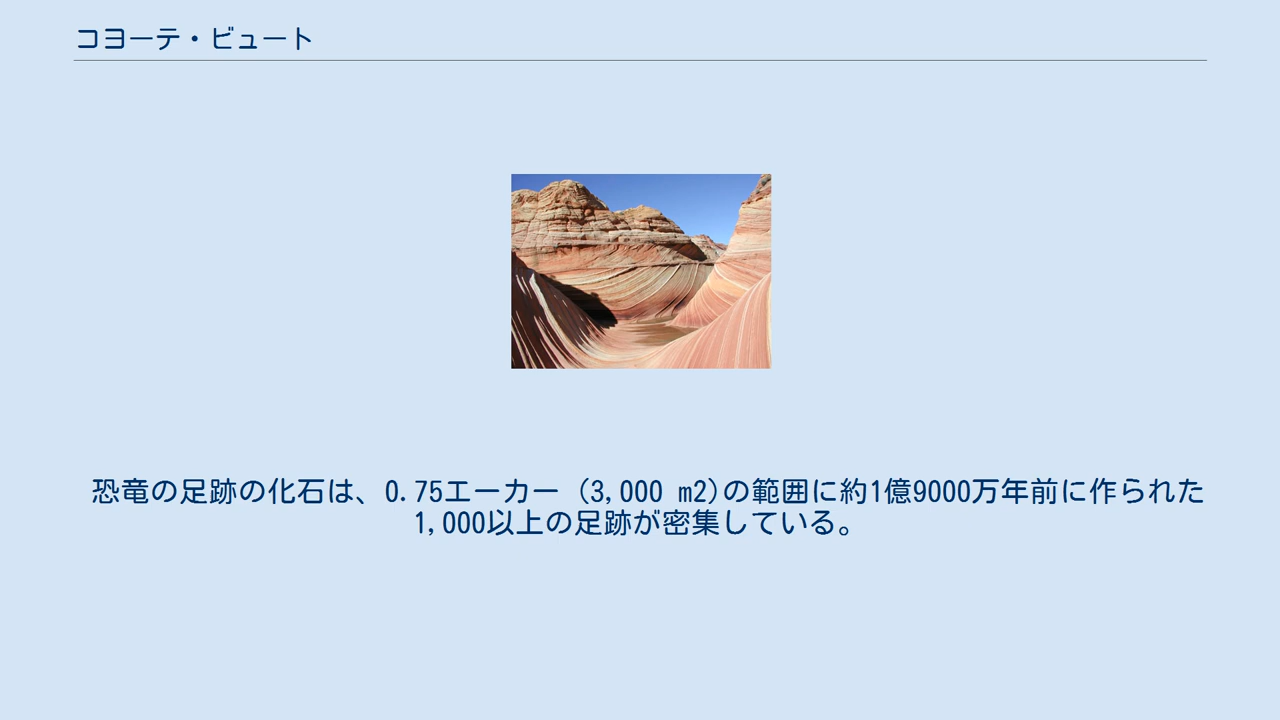 コヨーテ・ビュート
恐竜の足跡の化石は、0.75エーカー (3,000 m2)の範囲に約1億9000万年前に作られた
1,000以上の足跡が密集している。